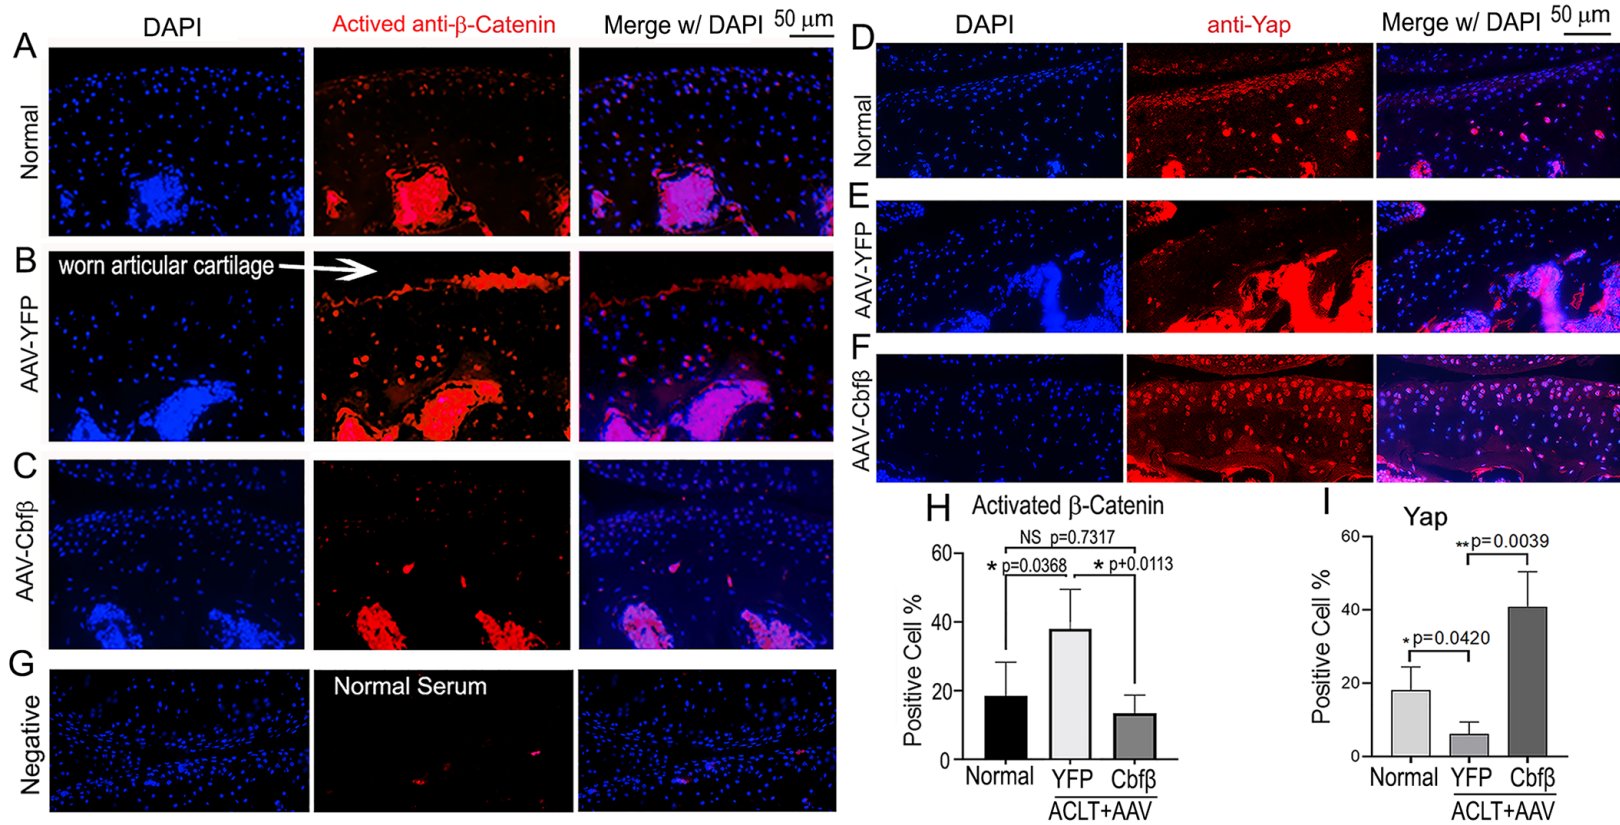 DAPI
Actived anti-β-Catenin
Merge w/ DAPI
50 μm
A
Normal
B
worn articular cartilage
AAV-YFP
C
AAV-Cbfβ
G
Normal Serum
Negative
DAPI
anti-Yap
Merge w/ DAPI
50 μm
D
Normal
E
AAV-YFP
F
AAV-Cbfβ
H
Activated β-Catenin
NS p=0.7317
* p=0.0368
* p+0.0113
Positive Cell %
60
40
20
0
Normal
YFP
Cbfβ
ACLT+AAV
I
Yap
**p=0.0039
*p=0.0420
Positive Cell %
60
40
20
0
Normal
YFP
Cbfβ
ACLT+AAV